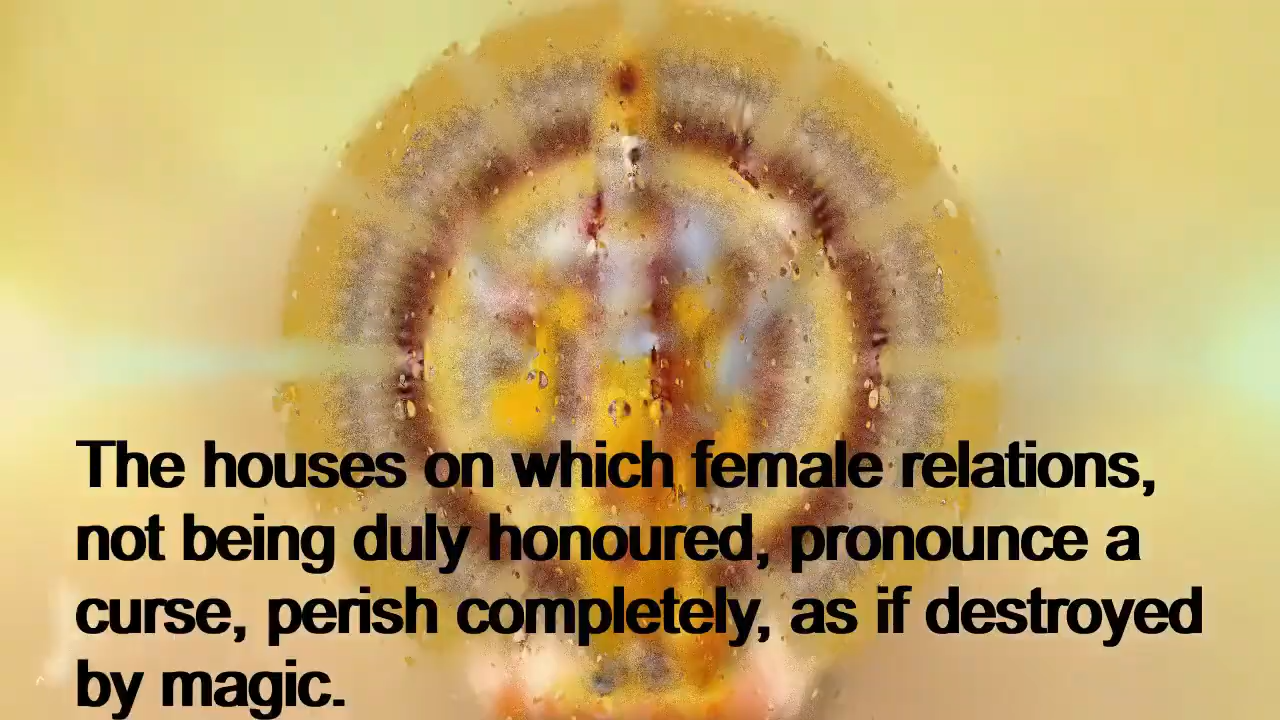 The houses on which female relations,
not being duly honoured, pronounce a
curse, perish completely, as if destroyed
by magic.